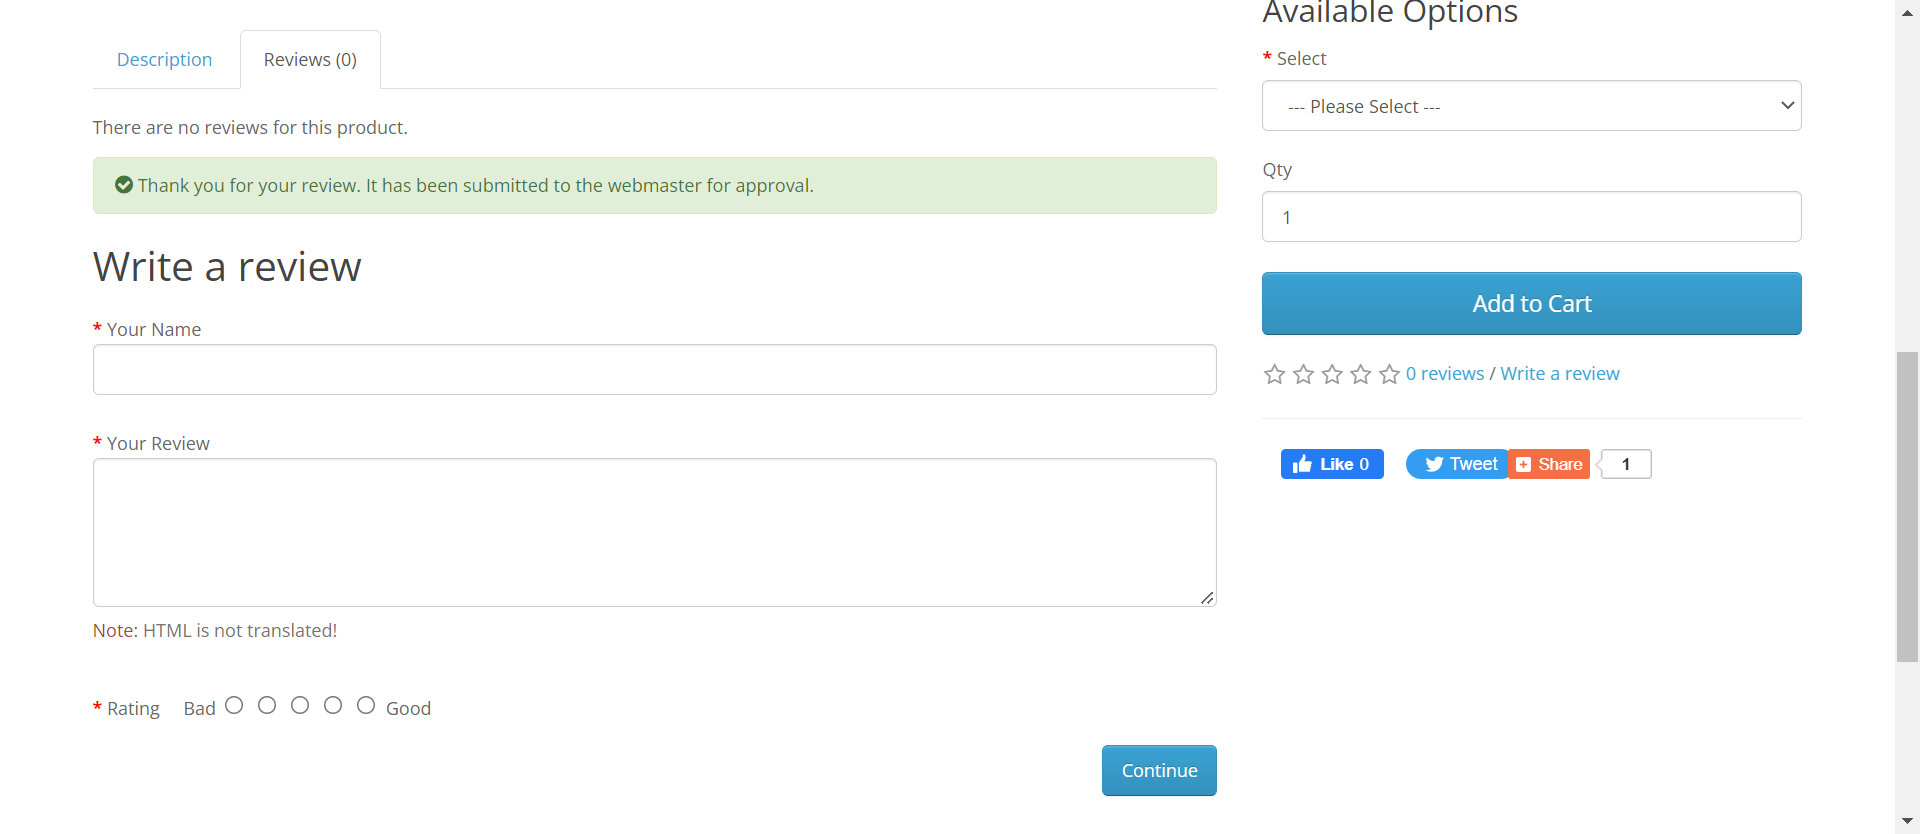 Description
Reviews (0)
There are no reviews for this product.
Thank you for your review. It has been submitted to the webmaster for approval.
Write a review
* Your Name
* Your Review
Note: HTML is not translated!
* Rating Bad Good
Continue
Available Options
* Select
--- Please Select ---
Qty
1
Add to Cart
0 reviews / Write a review
Like 0
Tweet
Share
1